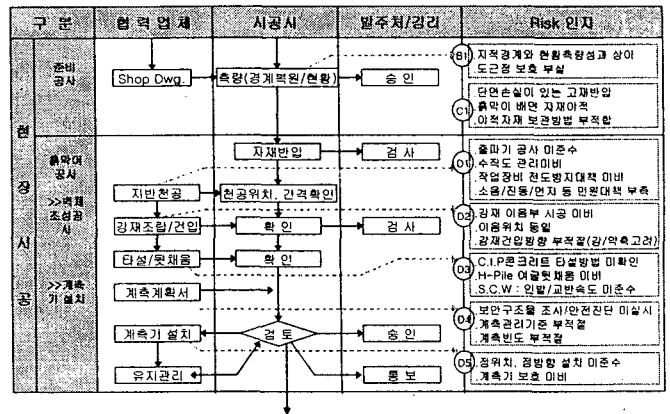 구 분 협 력 업 체 시공사 발주처/감리 Risk 인자
준비
공사
Shop Dwg. 측량(경계복원/현황) 승 인
B1 .지적경계와 현황측량성과 상이
.도근점 보호 부실
C1 단면손실이 있는 고재반입
.흙막이 배면 자재야적
.야적자재 보관방법 부적합
현 장 시 공
흙막이
공사
>>벽체
조성공
사
자재반입 검 사
D1 줄파기 공사 미준수
.수직도 관리미비
.작업장비 전도방지대책 미비
.소음/진동/먼지 등 민원대책 부족
지반천공 천공위치, 간격확인
강재조립/건입 확 인 검 사
D2 .강재 이음부 시공 미비
.이음위치 동일
.강재건입방향 부적절(강/약축고려)
타설/뒷채움 확 인
D3 .C.I.P콘크리트 타설방법 미확인
.H-Pile 여굴뒷채움 미비
.S.C.W : 인발/교반속도 미준수
>>계측
기 설치
계측계획서
D4 .보안구조물 조사/안전진단 미실시
.계측관리기준 부적절
.계측빈도 부적절
계측기 설치 검 토 승 인
D5 .정위치, 정방향 설치 미준수
.계측기 보호 미비
유지관리 통 보